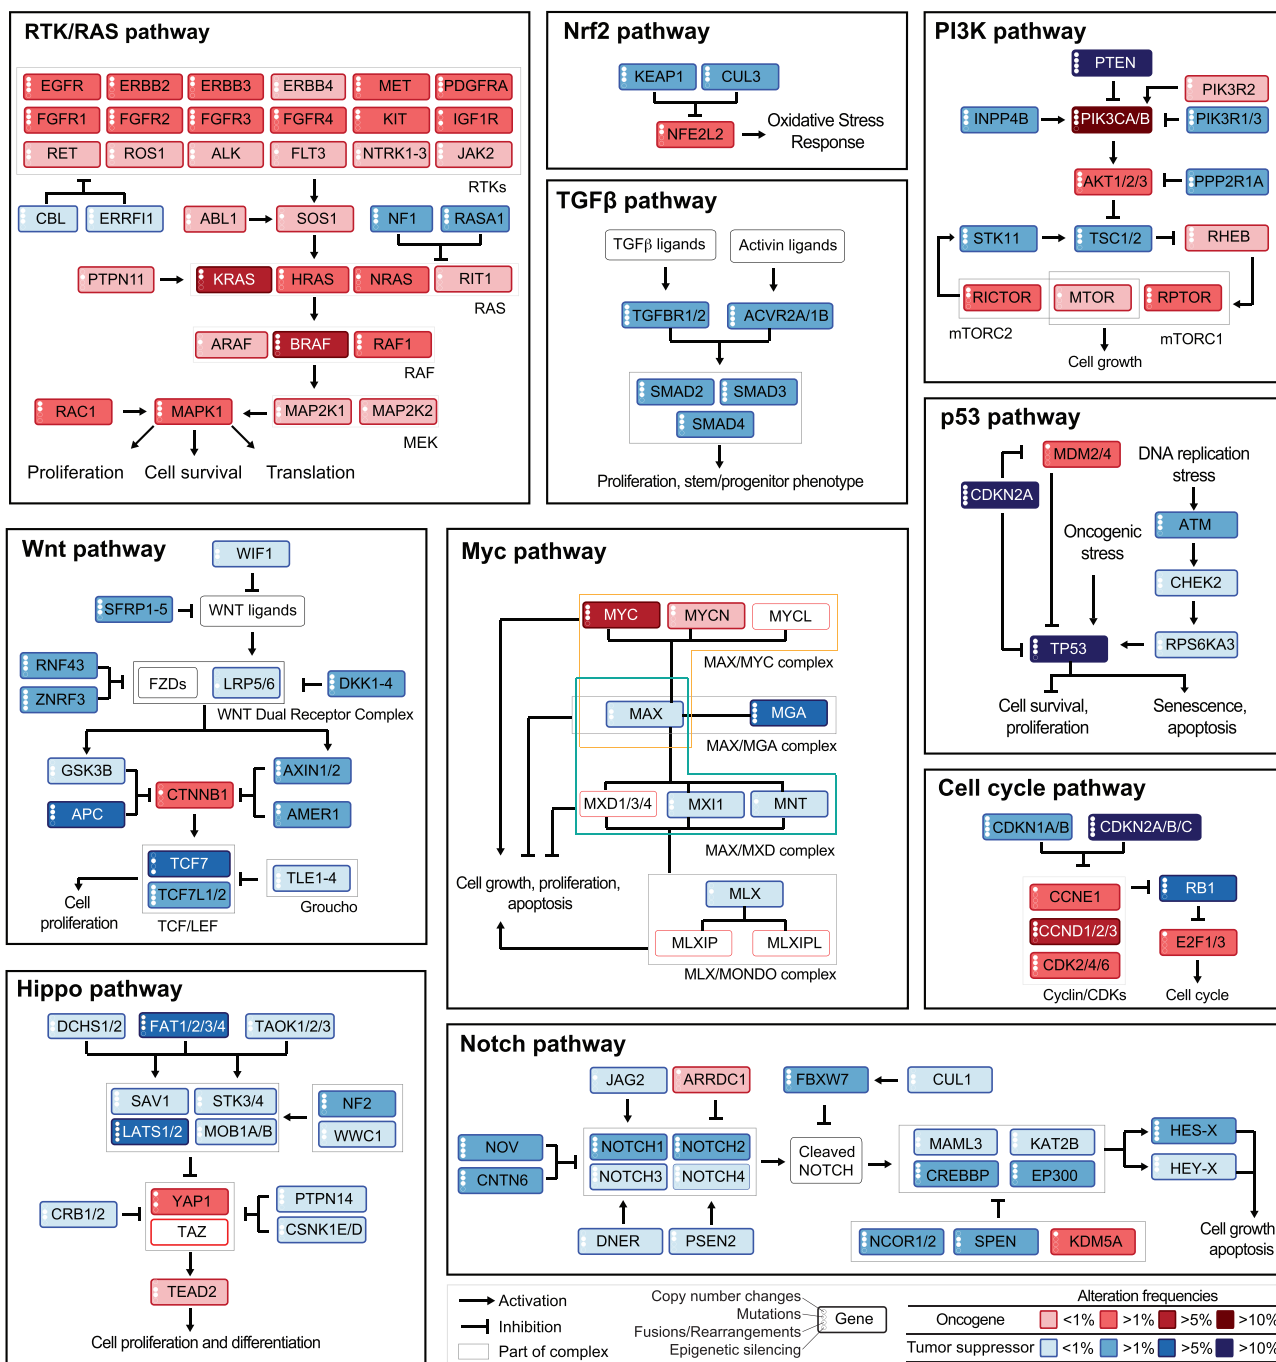 RTK/RAS pathway
EGFR ERBB2 ERBB3 ERBB4 MET PDGFRA
FGFR1 FGFR2 FGFR3 FGFR4 KIT IGF1R
RET ROS1 ALK FLT3 NTRK1-3 JAK2
RTKs
CBL ERRFI1 ABL1 SOS1 NF1 RASA1
PTPN11 KRAS HRAS NRAS RIT1
RAS
ARAF BRAF RAF1
RAF
RAC1 MAPK1 MAP2K1 MAP2K2
MEK
Proliferation Cell survival Translation
Nrf2 pathway
KEAP1 CUL3
NFE2L2
Oxidative Stress
Response
TGFβ pathway
TGFβ ligands Activin ligands
TGFBR1/2 ACVR2A/1B
SMAD2 SMAD3
SMAD4
Proliferation, stem/progenitor phenotype
PI3K pathway
PTEN
PIK3R2
INPP4B PIK3CA/B PIK3R1/3
AKT1/2/3 PPP2R1A
STK11 TSC1/2 RHEB
RICTOR MTOR RPTOR
mTORC2 mTORC1
Cell growth
p53 pathway
MDM2/4 DNA replication
stress
CDKN2A
Oncogenic
stress
ATM
CHEK2
TP53 RPS6KA3
Cell survival,
proliferation
Senescence,
apoptosis
Wnt pathway
WIF1
SFRP1-5 WNT ligands
RNF43
ZNRF3
FZDs LRP5/6 DKK1-4
WNT Dual Receptor Complex
GSK3B AXIN1/2
CTNNB1
APC AMER1
TCF7
TCF7L1/2
TLE1-4
Groucho
Cell
proliferation
TCF/LEF
Myc pathway
MYC MYCN MYCL
MAX/MYC complex
MAX MGA
MAX/MGA complex
MXD1/3/4 MXI1 MNT
MAX/MXD complex
Cell growth, proliferation,
apoptosis
MLX
MLXIP MLXIPL
MLX/MONDO complex
Cell cycle pathway
CDKN1A/B CDKN2A/B/C
CCNE1 RB1
CCND1/2/3 E2F1/3
CDK2/4/6
Cyclin/CDKs Cell cycle
Hippo pathway
DCHS1/2 FAT1/2/3/4 TAOK1/2/3
SAV1 STK3/4 NF2
LATS1/2 MOB1A/B WWC1
YAP1 PTPN14
CRB1/2
TAZ CSNK1E/D
TEAD2
Cell proliferation and differentiation
Notch pathway
JAG2 ARRDC1 FBXW7 CUL1
NOV NOTCH1 NOTCH2
CNTN6 NOTCH3 NOTCH4
Cleaved
NOTCH
MAML3 KAT2B HES-X
CREBBP EP300 HEY-X
DNER PSEN2 NCOR1/2 SPEN KDM5A
Cell growth,
apoptosis
Activation
Inhibition
Part of complex
Copy number changes
Mutations
Fusions/Rearrangements
Epigenetic silencing
Gene
Alteration frequencies
Oncogene <1% >1% >5% >10%
Tumor suppressor <1% >1% >5% >10%